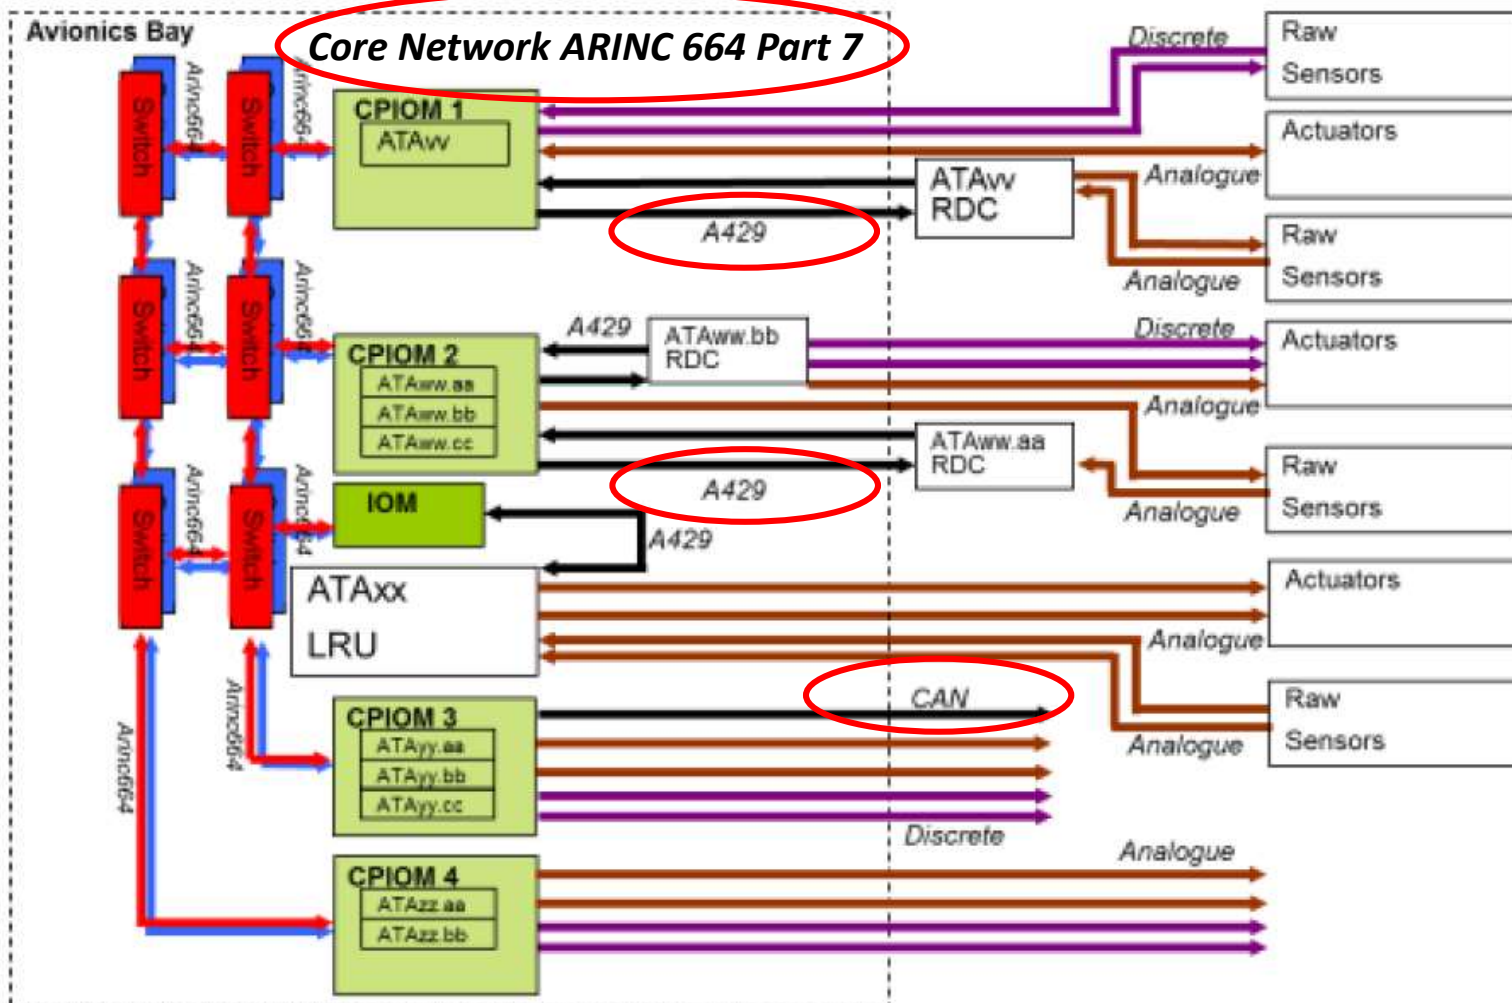 Avionics Bay
Core Network ARINC 664 Part 7
Switch
Arinc664
Switch
Arinc664
CPIOM 1
ATAvv
Discrete
Raw
Sensors
Actuators
Analogue
ATAvv
RDC
A429
Raw
Sensors
Analogue
Switch
Arinc664
Switch
Arinc664
CPIOM 2
ATAww.aa
ATAww.bb
ATAww.cc
A429
ATAww.bb
RDC
Discrete
Actuators
Analogue
ATAww.aa
RDC
A429
Raw
Sensors
Analogue
Switch
Arinc664
Switch
Arinc664
IOM
A429
ATAxx
LRU
Actuators
Analogue
Raw
Sensors
Analogue
Arinc664
Arinc664
CPIOM 3
ATAyy.aa
ATAyy.bb
ATAyy.cc
CAN
Discrete
CPIOM 4
ATAzz.aa
ATAzz.bb
Analogue